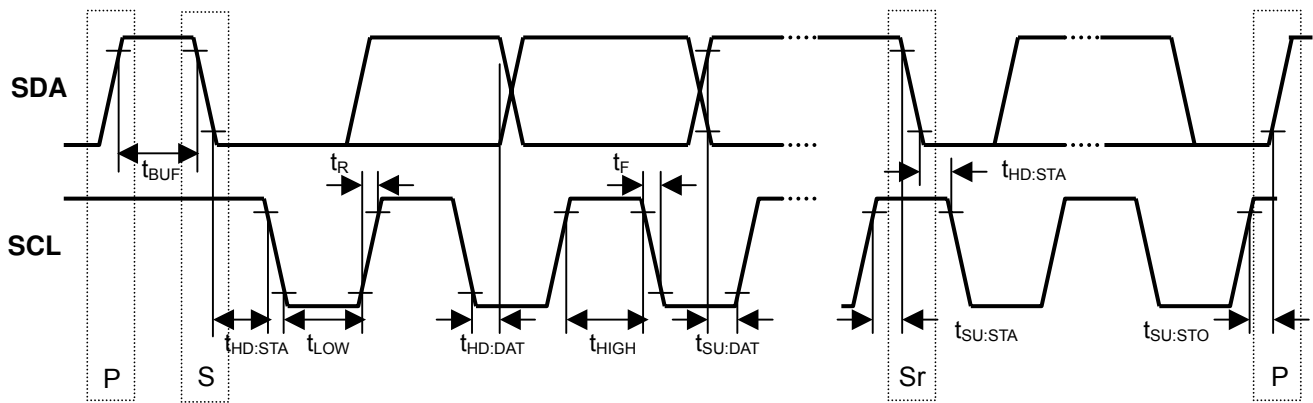 SDA
tBUF
tR
tF
tHD:STA
SCL
tHD:STA
tLOW
tHD:DAT
tHIGH
tSU:DAT
tSU:STA
tSU:STO
P
S
Sr
P